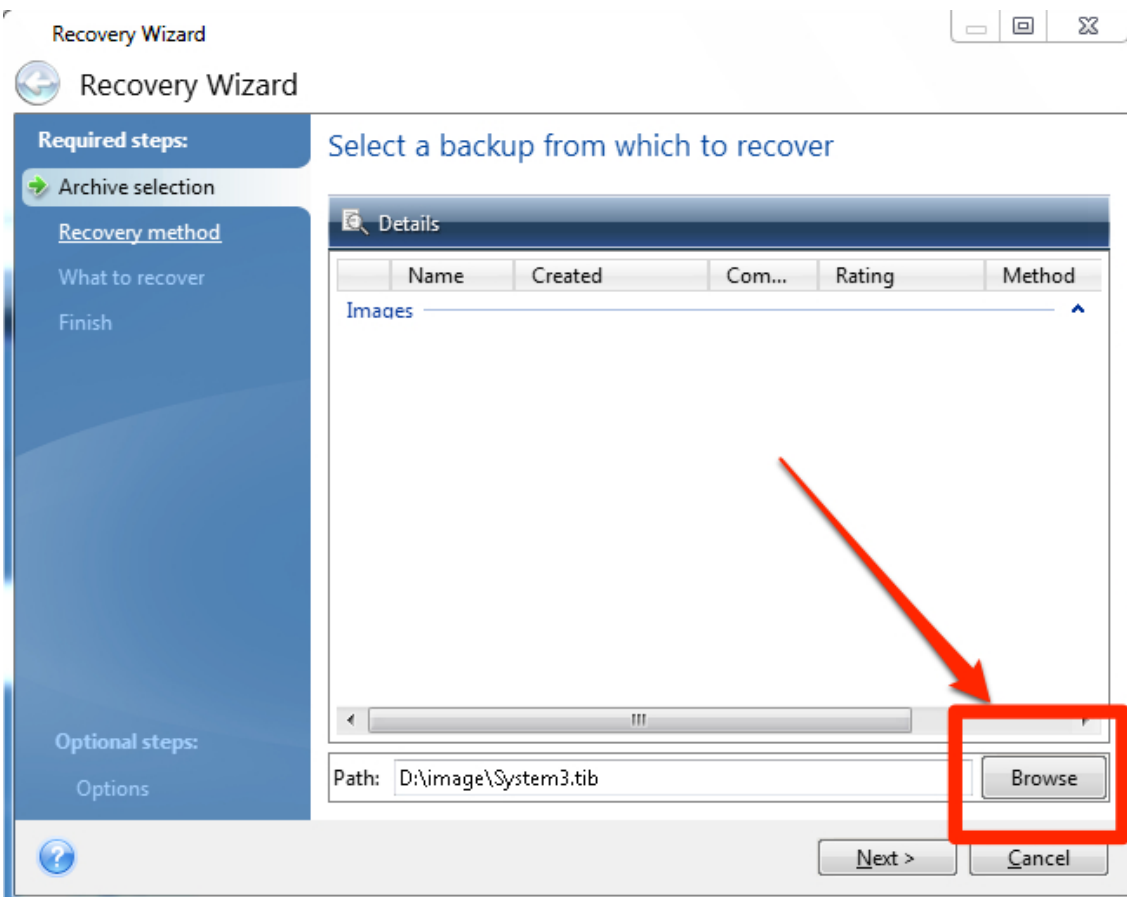 Recovery Wizard
Recovery Wizard
Required steps:
Archive selection
Recovery method
What to recover
Finish
Optional steps:
Options
Select a backup from which to recover
Details
Name Created Com... Rating Method
Images
Path: D:\image\System3.tib Browse
Next > Cancel